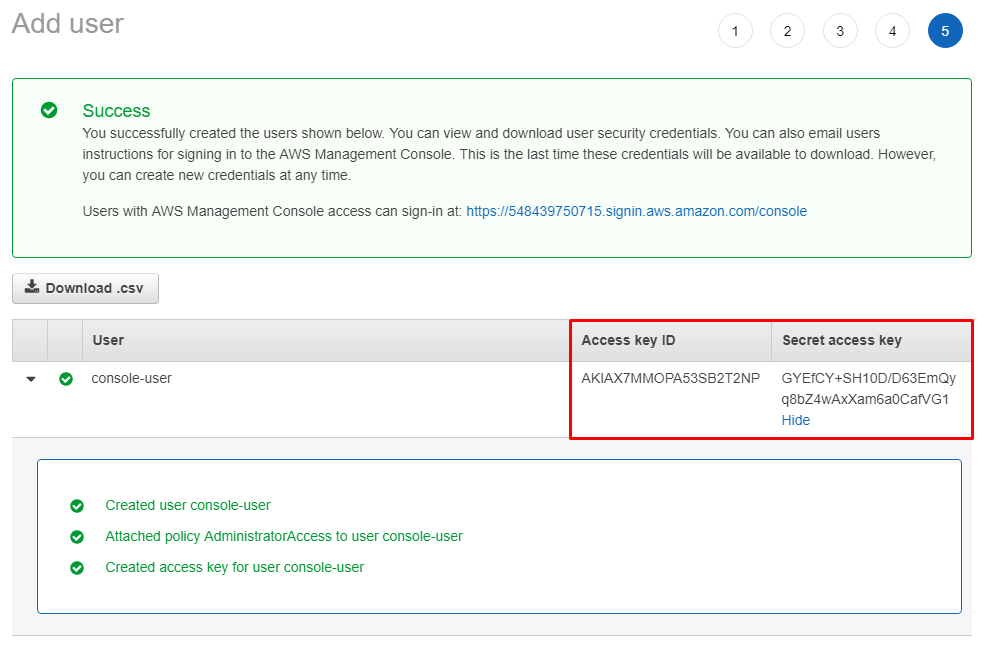 Add user
1 2 3 4 5
Success
You successfully created the users shown below. You can view and download user security credentials. You can also email users
instructions for signing in to the AWS Management Console. This is the last time these credentials will be available to download. However,
you can create new credentials at any time.
Users with AWS Management Console access can sign-in at: https://548439750715.signin.aws.amazon.com/console
Download .csv
User Access key ID Secret access key
console-user AKIAX7MMOPA53SB2T2NP GYEfCY+SH10D/D63EmQy
q8bZ4wAxXam6a0CafVG1
Hide
Created user console-user
Attached policy AdministratorAccess to user console-user
Created access key for user console-user